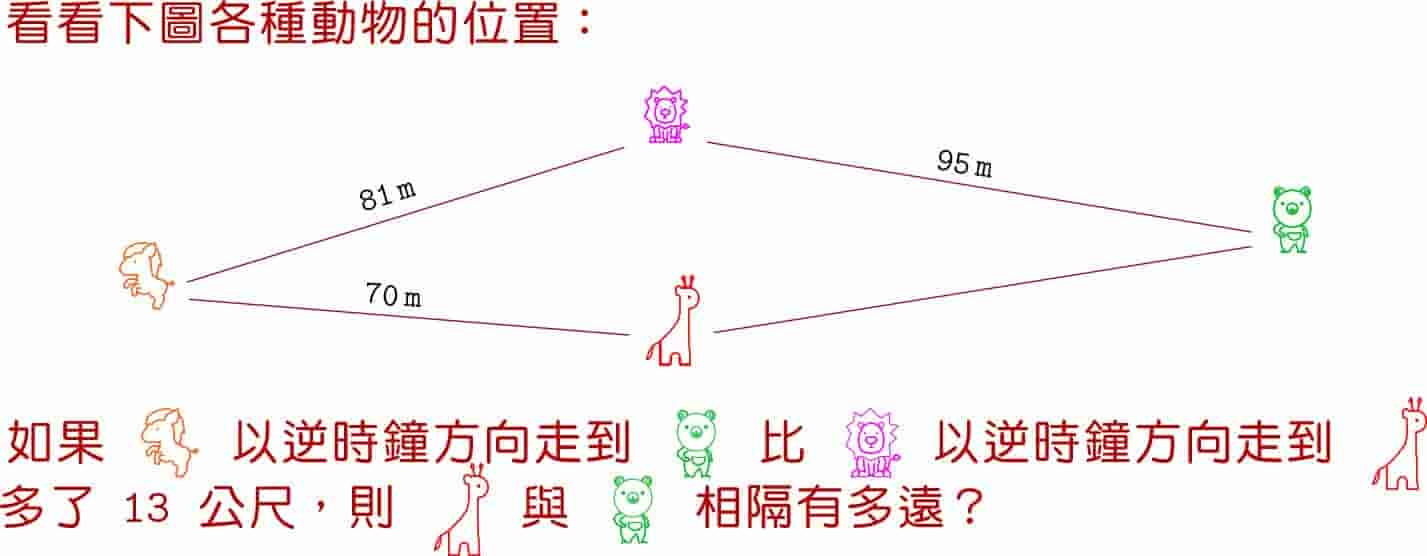 看看下圖各種動物的位置：
81 m
95 m
70 m
如果 以逆時鐘方向走到 比 以逆時鐘方向走到
多了 13 公尺，則 與 相隔有多遠？